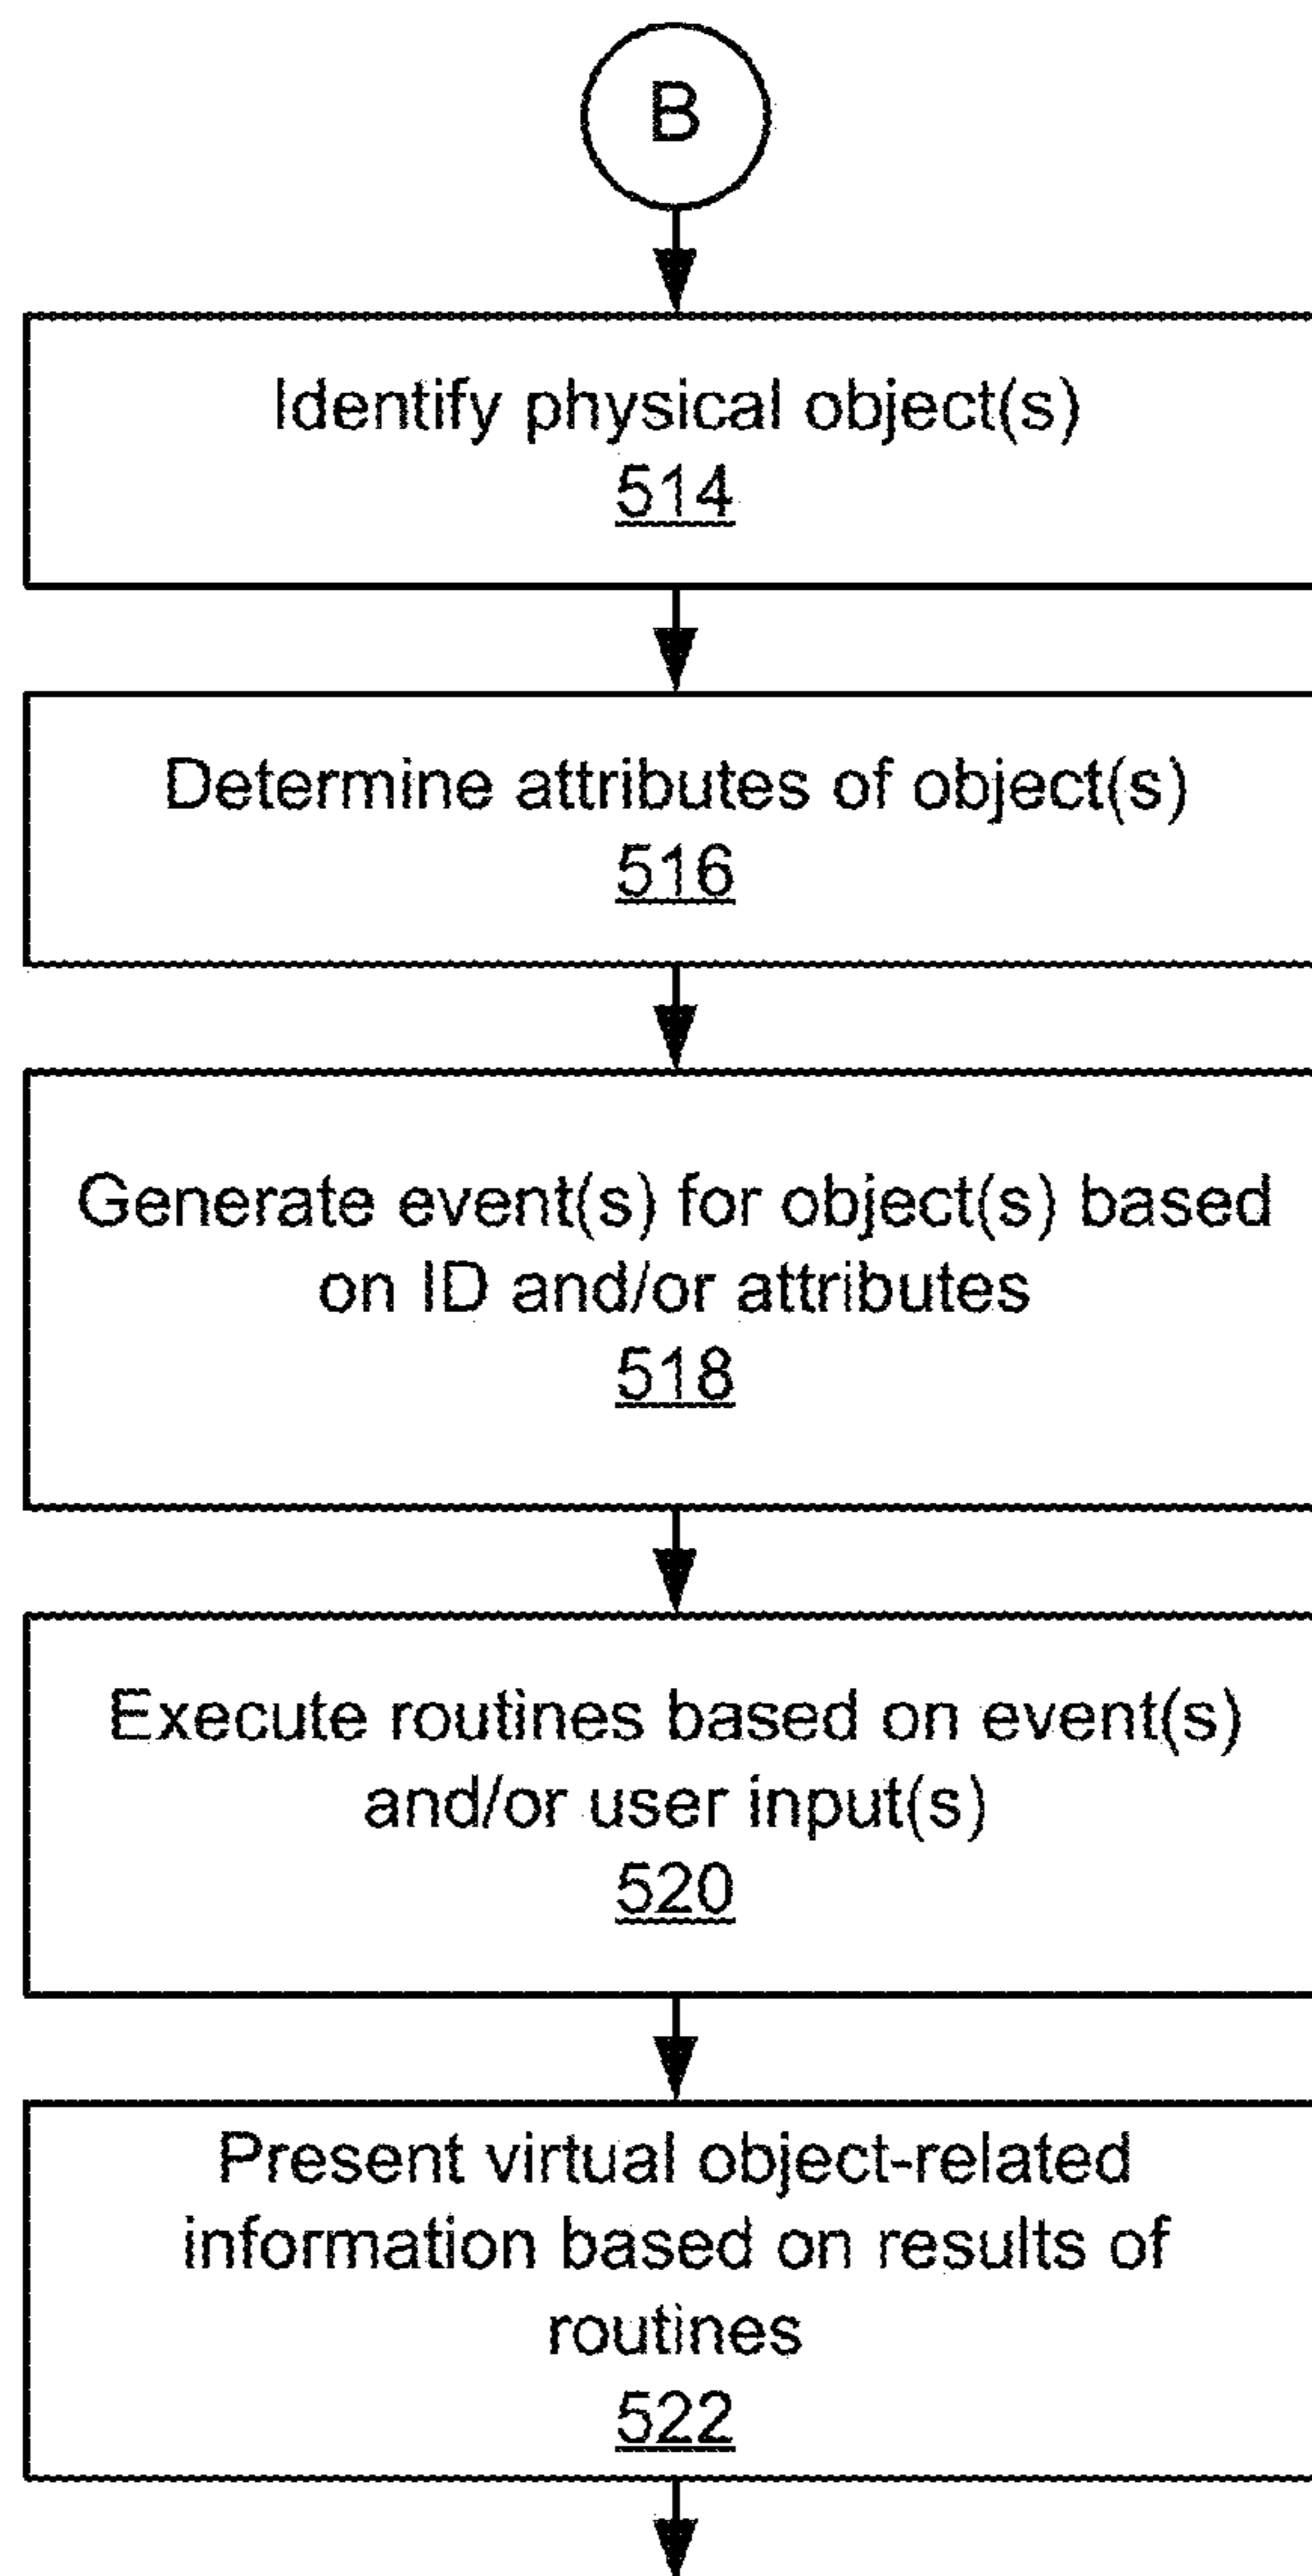 B
Identify physical object(s)
514
Determine attributes of object(s)
516
Generate event(s) for object(s) based
on ID and/or attributes
518
Execute routines based on event(s)
and/or user input(s)
520
Present virtual object-related
information based on results of
routines
522